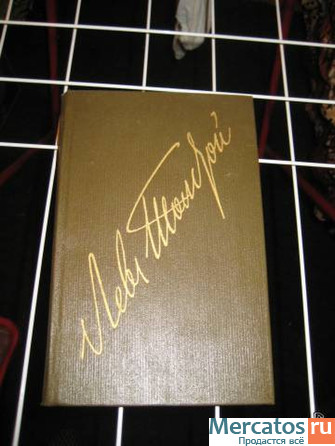 Левъ Толстой
Mercatos.ru
Продастся всё